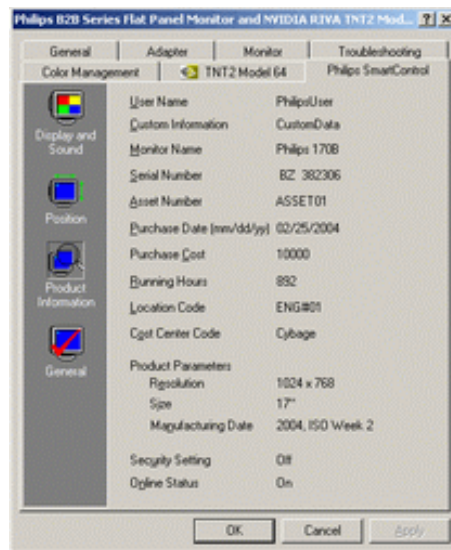 Philips B2B Series Flat Panel Monitor and NVIDIA RIVA TNT2 Mod...
General Adapter Monitor Troubleshooting
Color Management TNT2 Model 64 Philips SmartControl
Display and Sound
Position
Product Information
General
User Name PhilipsUser
Custom Information CustomData
Monitor Name Philips 170B
Serial Number BZ 382306
Asset Number ASSET01
Purchase Date (mm/dd/yy) 02/25/2004
Purchase Cost 10000
Running Hours 892
Location Code ENG#01
Cost Center Code Cybage
Product Parameters
Resolution 1024 x 768
Size 17"
Manufacturing Date 2004, ISO Week 2
Security Setting Off
Online Status On
OK Cancel Apply